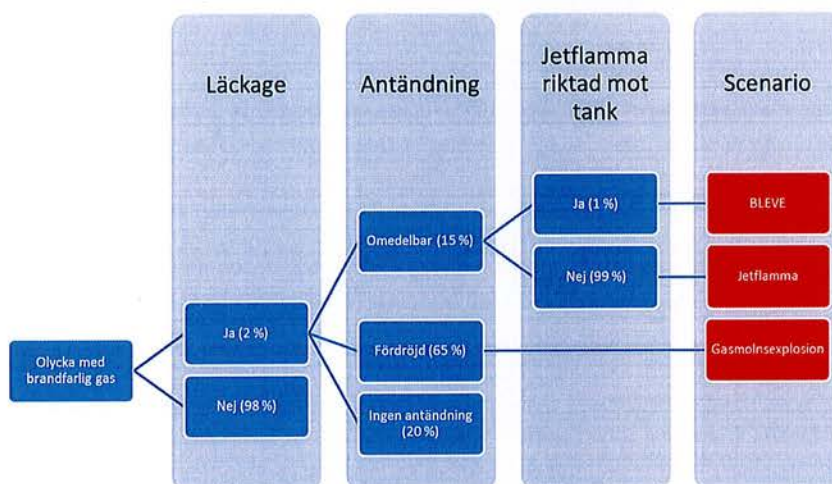 Läckage
Antändning
Jetflamma
riktad mot
tank
Scenario
Ja (1 %)
BLEVE
Omedelbar (15 %)
Nej (99 %)
Jetflamma
Ja (2 %)
Fördröjd (65 %)
Gasmolnsexplosion
Olycka med
brandfarlig gas
Nej (98 %)
Ingen antändning
(20 %)